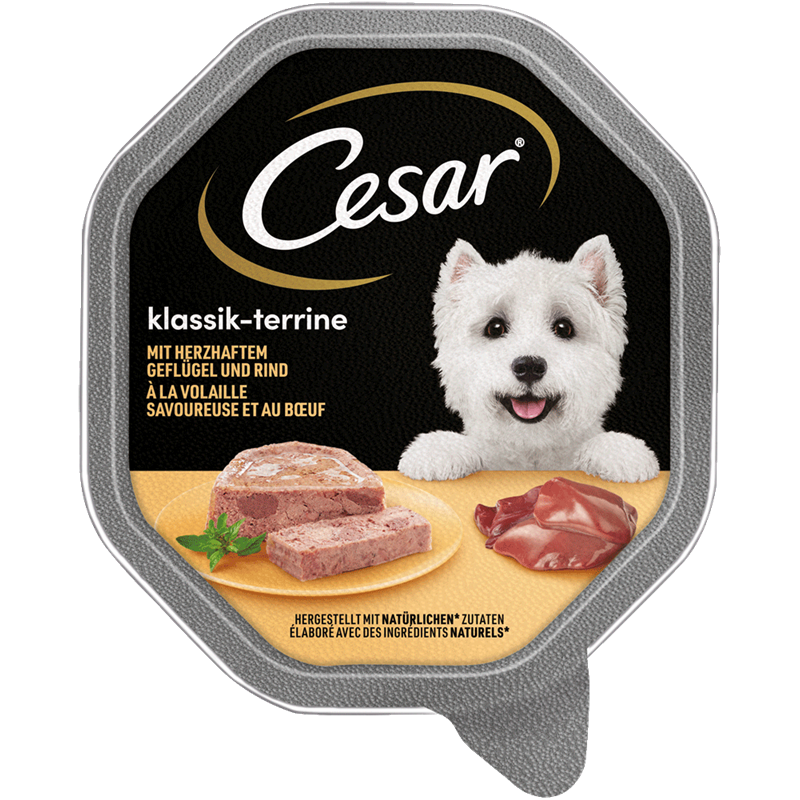 Cesar®
klassik-terrine
MIT HERZHAFTEM
GEFLÜGEL UND RIND
À LA VOLAILLE
SAVOUREUSE ET AU BŒUF
HERGESTELLT MIT NATÜRLICHEN* ZUTATEN
ÉLABORÉ AVEC DES INGRÉDIENTS NATURELS*